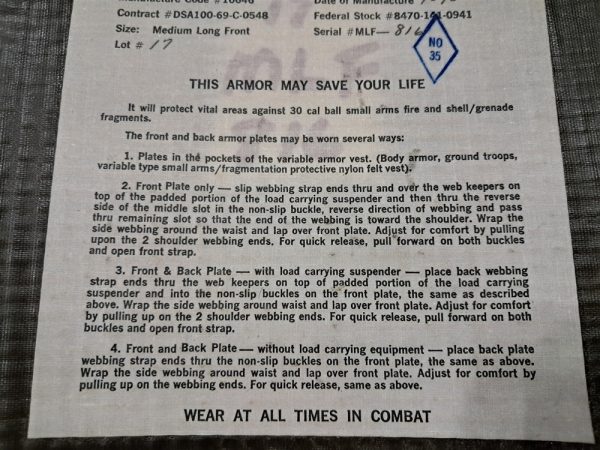 Manufacture Code #16046
Date of Manufacture
Contract #DSA100-69-C-0548
Federal Stock #8470-141-0941
Size: Medium Long Front
Serial #MLF- 816
Lot # 17
NO
35
THIS ARMOR MAY SAVE YOUR LIFE
It will protect vital areas against 30 cal ball small arms fire and shell/grenade
fragments.
The front and back armor plates may be worn several ways:
1. Plates in the pockets of the variable armor vest. (Body armor, ground troops,
variable type small arms/fragmentation protective nylon felt vest).
2. Front Plate only — slip webbing strap ends thru and over the web keepers on
top of the padded portion of the load carrying suspender and then thru the reverse
side of the middle slot in the non-slip buckle, reverse direction of webbing and pass
thru remaining slot so that the end of the webbing is toward the shoulder. Wrap the
side webbing around the waist and lap over front plate. Adjust for comfort by pulling
upon the 2 shoulder webbing ends. For quick release, pull forward on both buckles
and open front strap.
3. Front & Back Plate — with load carrying suspender — place back webbing
strap ends thru the web keepers on top of padded portion of the load carrying
suspender and into the non-slip buckles on the front plate, the same as described
above. Wrap the side webbing around waist and lap over front plate. Adjust for comfort
by pulling up on the 2 shoulder webbing ends. For quick release, pull forward on both
buckles and open front strap.
4. Front and Back Plate — without load carrying equipment — place back plate
webbing strap ends thru the non-slip buckles on the front plate, the same as above.
Wrap the side webbing around waist and lap over front plate. Adjust for comfort by
pulling up on the webbing ends. For quick release, same as above.
WEAR AT ALL TIMES IN COMBAT